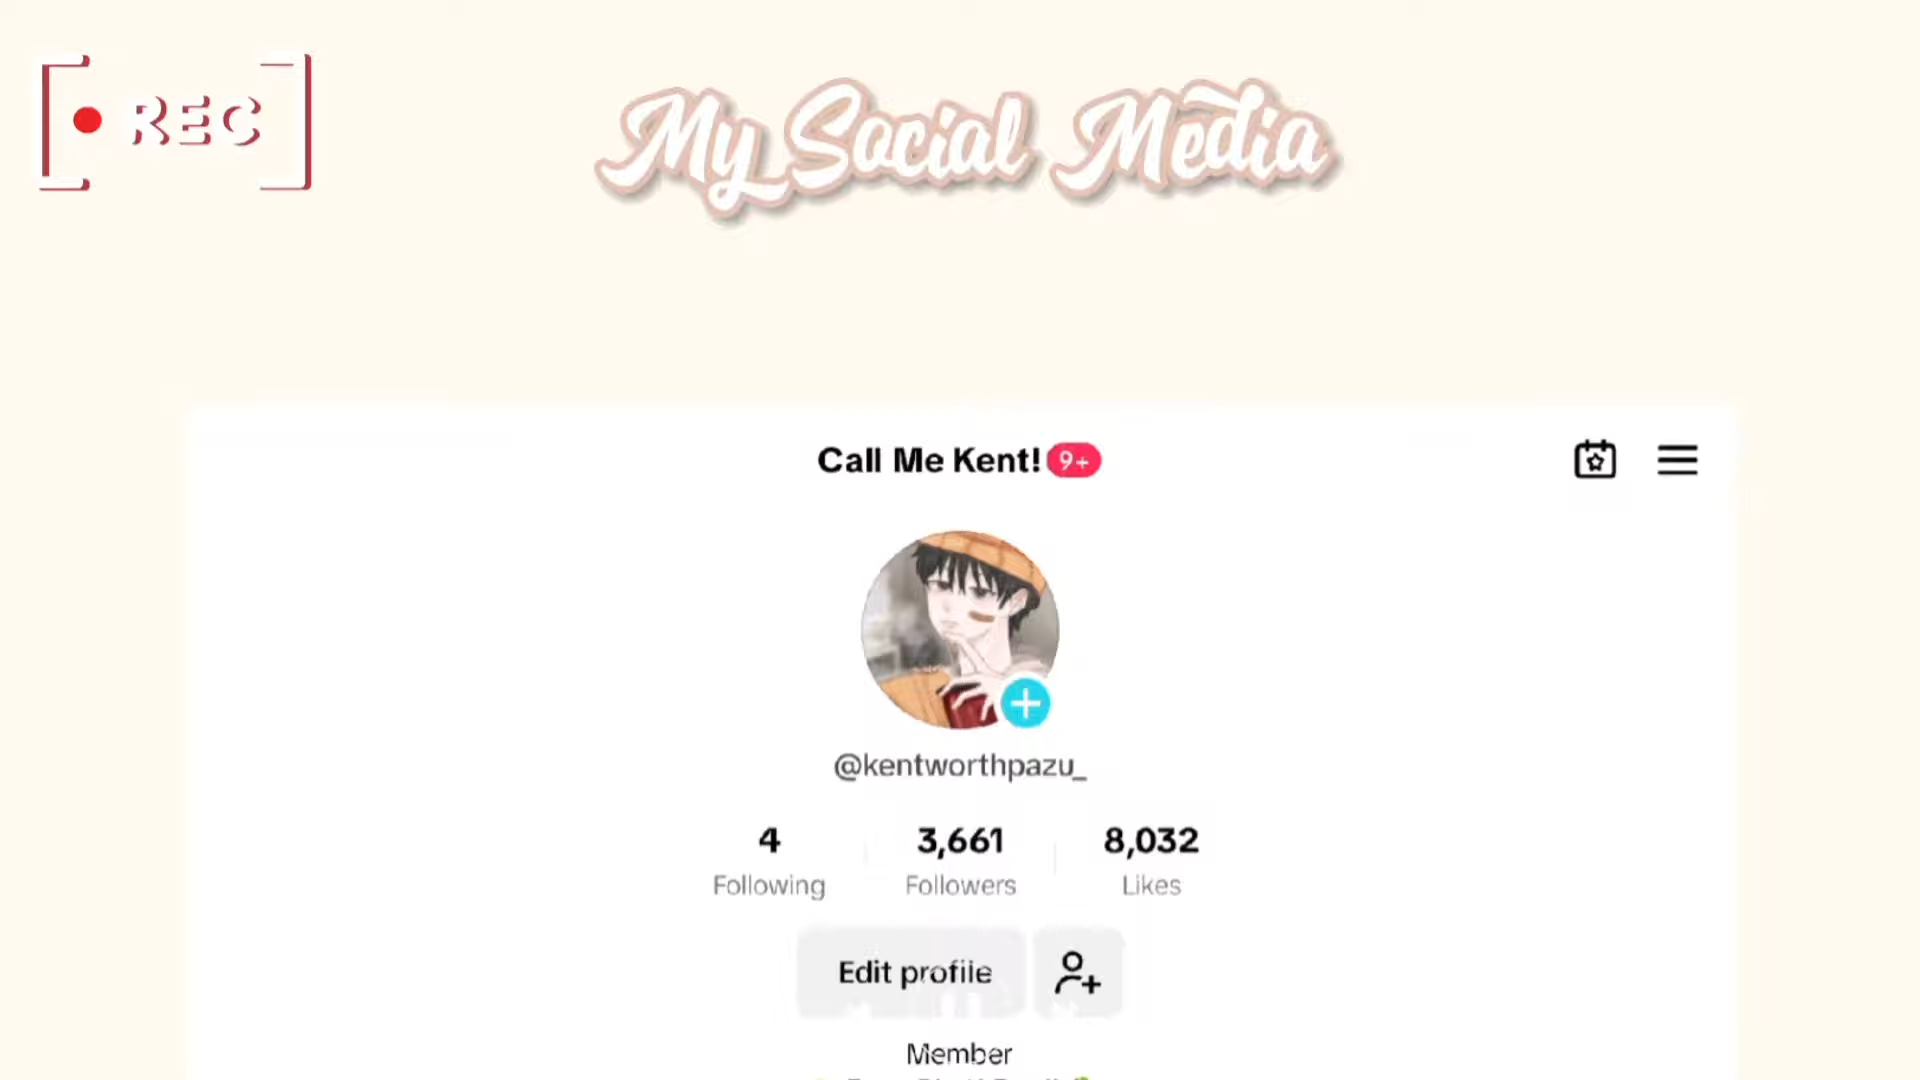 REC
My Social Media
Call Me Kent! 9+
@kentworthpazu_
4 3,661 8,032
Following Followers Likes
Edit profile
Member